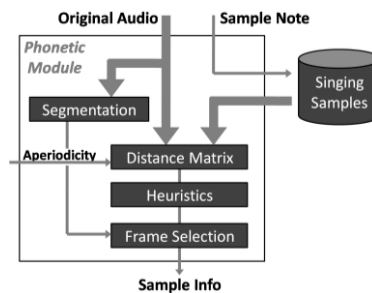 Original Audio
Sample Note
Phonetic
Module
Singing
Samples
Segmentation
Aperiodicity
Distance Matrix
Heuristics
Frame Selection
Sample Info